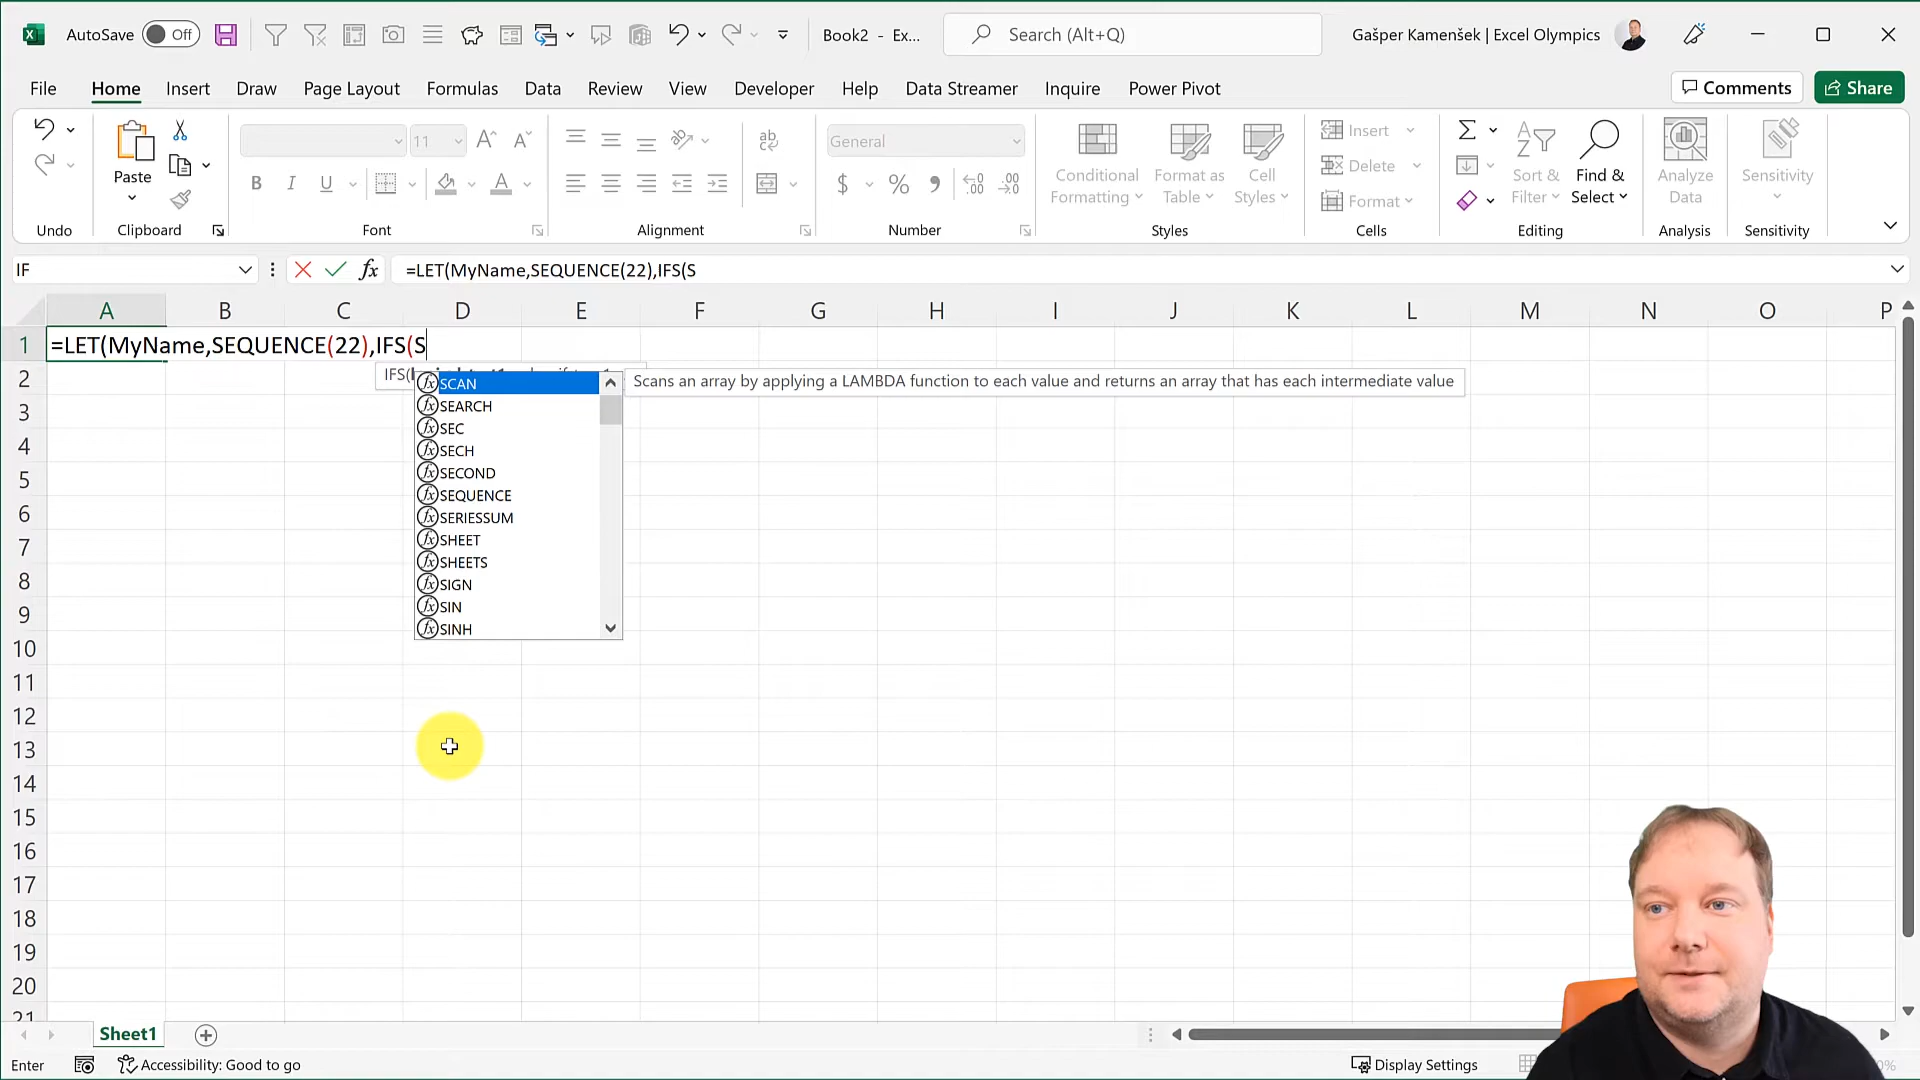 AutoSave Off Book2 - Ex... Search (Alt+Q) Gašper Kamenšek | Excel Olympics
File Home Insert Draw Page Layout Formulas Data Review View Developer Help Data Streamer Inquire Power Pivot Comments Share
Paste
11
B I U A A A
ab
General
$ % 9
Conditional Formatting
Format as Table
Cell Styles
Insert
Delete
Format
Sort & Filter
Find & Select
Analyze Data
Sensitivity
Undo Clipboard Font Alignment Number Styles Cells Editing Analysis Sensitivity
IF fx =LET(MyName,SEQUENCE(22),IFS(S
A B C D E F G H I J K L M N O P
1 =LET(MyName,SEQUENCE(22),IFS(S
IFS(
SCAN Scans an array by applying a LAMBDA function to each value and returns an array that has each intermediate value
SEARCH
SEC
SECH
SECOND
SEQUENCE
SERIESSUM
SHEET
SHEETS
SIGN
SIN
SINH
2
3
4
5
6
7
8
9
10
11
12
13
14
15
16
17
18
19
20
21
Sheet1
Enter Accessibility: Good to go Display Settings